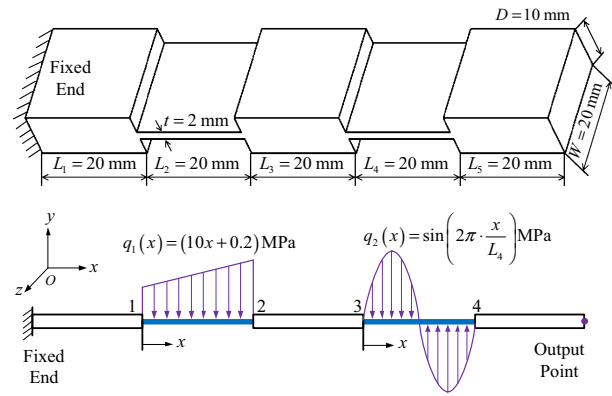 D = 10 mm
Fixed
End
W = 20 mm
t = 2 mm
L₁ = 20 mm L₂ = 20 mm L₃ = 20 mm L₄ = 20 mm L₅ = 20 mm
y
x
z
O
q₁(x) = (10x + 0.2) MPa
q₂(x) = sin(2π · x/L₄) MPa
1 2 3 4
x x
Fixed
End
Output
Point